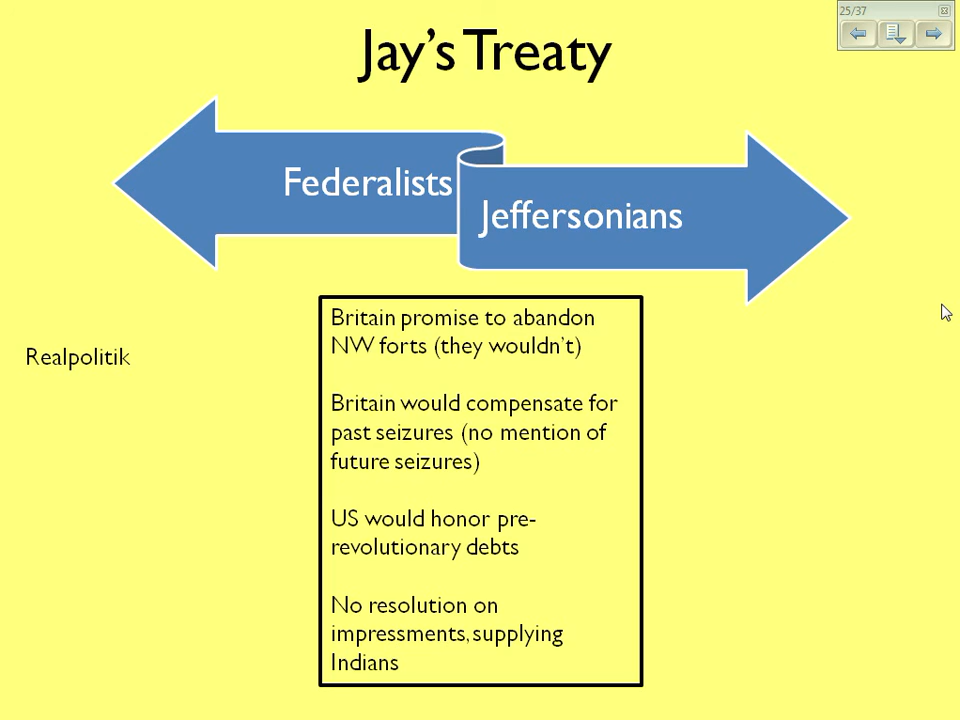 25/37
Jay's Treaty
Federalists
Jeffersonians
Realpolitik
Britain promise to abandon
NW forts (they wouldn't)
Britain would compensate for
past seizures (no mention of
future seizures)
US would honor pre-
revolutionary debts
No resolution on
impressments, supplying
Indians